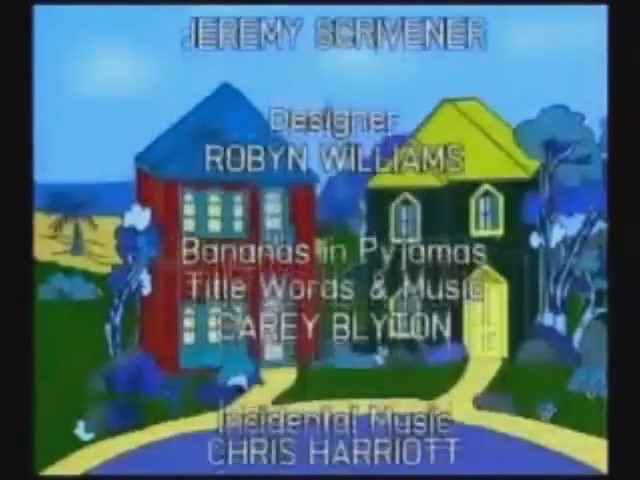 JEREMY SCRIVENER
Designer
ROBYN WILLIAMS
Bananas in Pyjamas
Title Words & Music
CAREY BLYTON
Incidental Music
CHRIS HARRIOTT